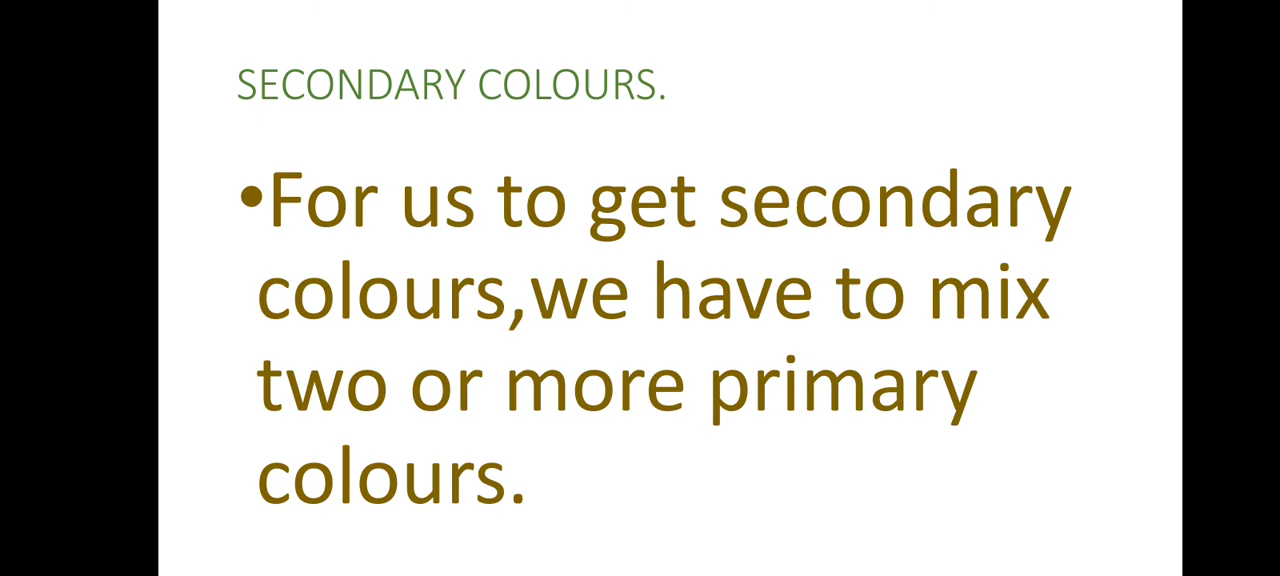 SECONDARY COLOURS.
•For us to get secondary
colours,we have to mix
two or more primary
colours.